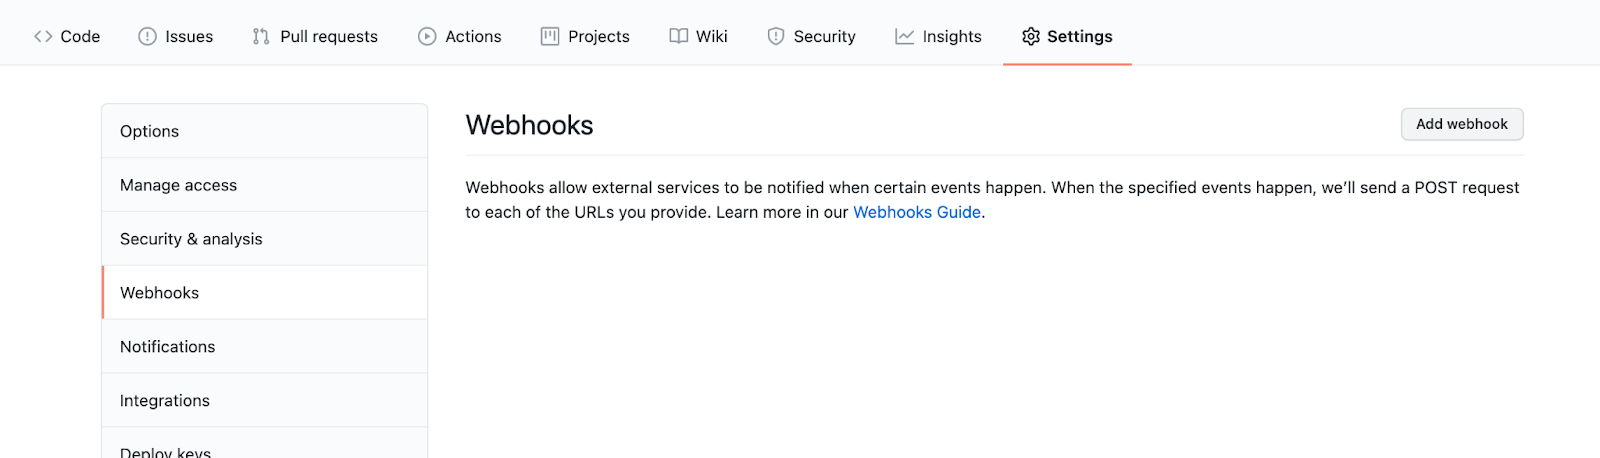 Code Issues Pull requests Actions Projects Wiki Security Insights Settings
Options
Manage access
Security & analysis
Webhooks
Notifications
Integrations
Deploy keys
Webhooks
Add webhook
Webhooks allow external services to be notified when certain events happen. When the specified events happen, we’ll send a POST request
to each of the URLs you provide. Learn more in our Webhooks Guide.